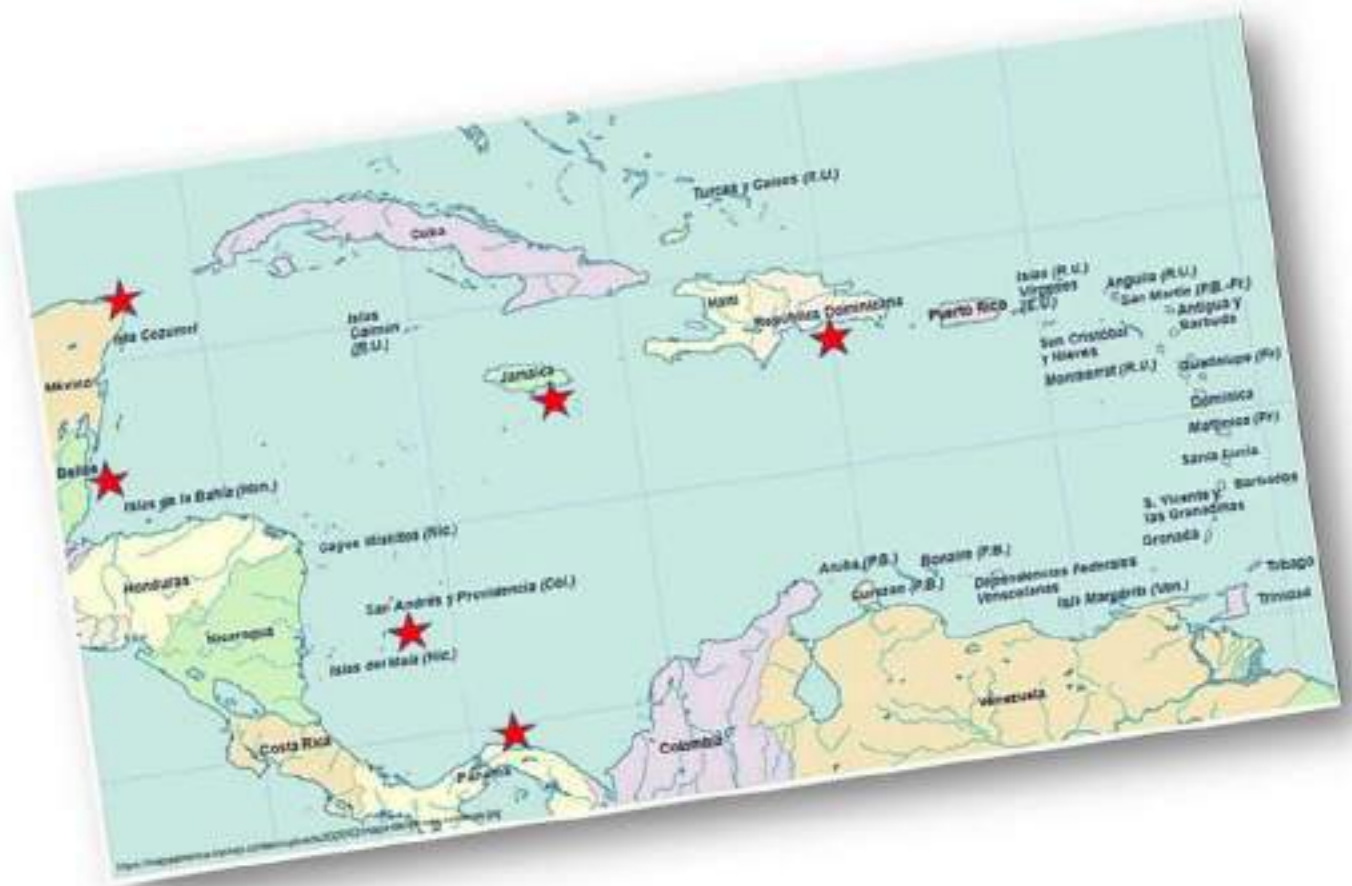 Turcas y Caicos (R.U.)
Cuba
Isla Cozumel
Islas
Caimán
(R.U.)
Haití
República Dominicana
Puerto Rico
Islas (R.U.)
Vírgenes
(E.U.)
Anguila (R.U.)
San Martín (P.B.-Fr.)
Antigua y
Barbuda
San Cristóbal
y Nieves
Montserrat (R.U.)
Guadalupe (Fr)
Dominica
Martinica (Fr)
Santa Lucía
Barbados
S. Vicente y
las Granadinas
Granada
Tobago
Trinidad
México
Jamaica
Belice
Islas de la Bahía (Hon.)
Cayos Miskitos (Nic.)
Honduras
San Andrés y Providencia (Col.)
Nicaragua
Islas del Maíz (Nic.)
Aruba (P.B.)
Bonaire (P.B.)
Curazao (P.B.)
Dependencias Federales
Venezolanas
Isla Margarita (Ven.)
Costa Rica
Panamá
Colombia
Venezuela